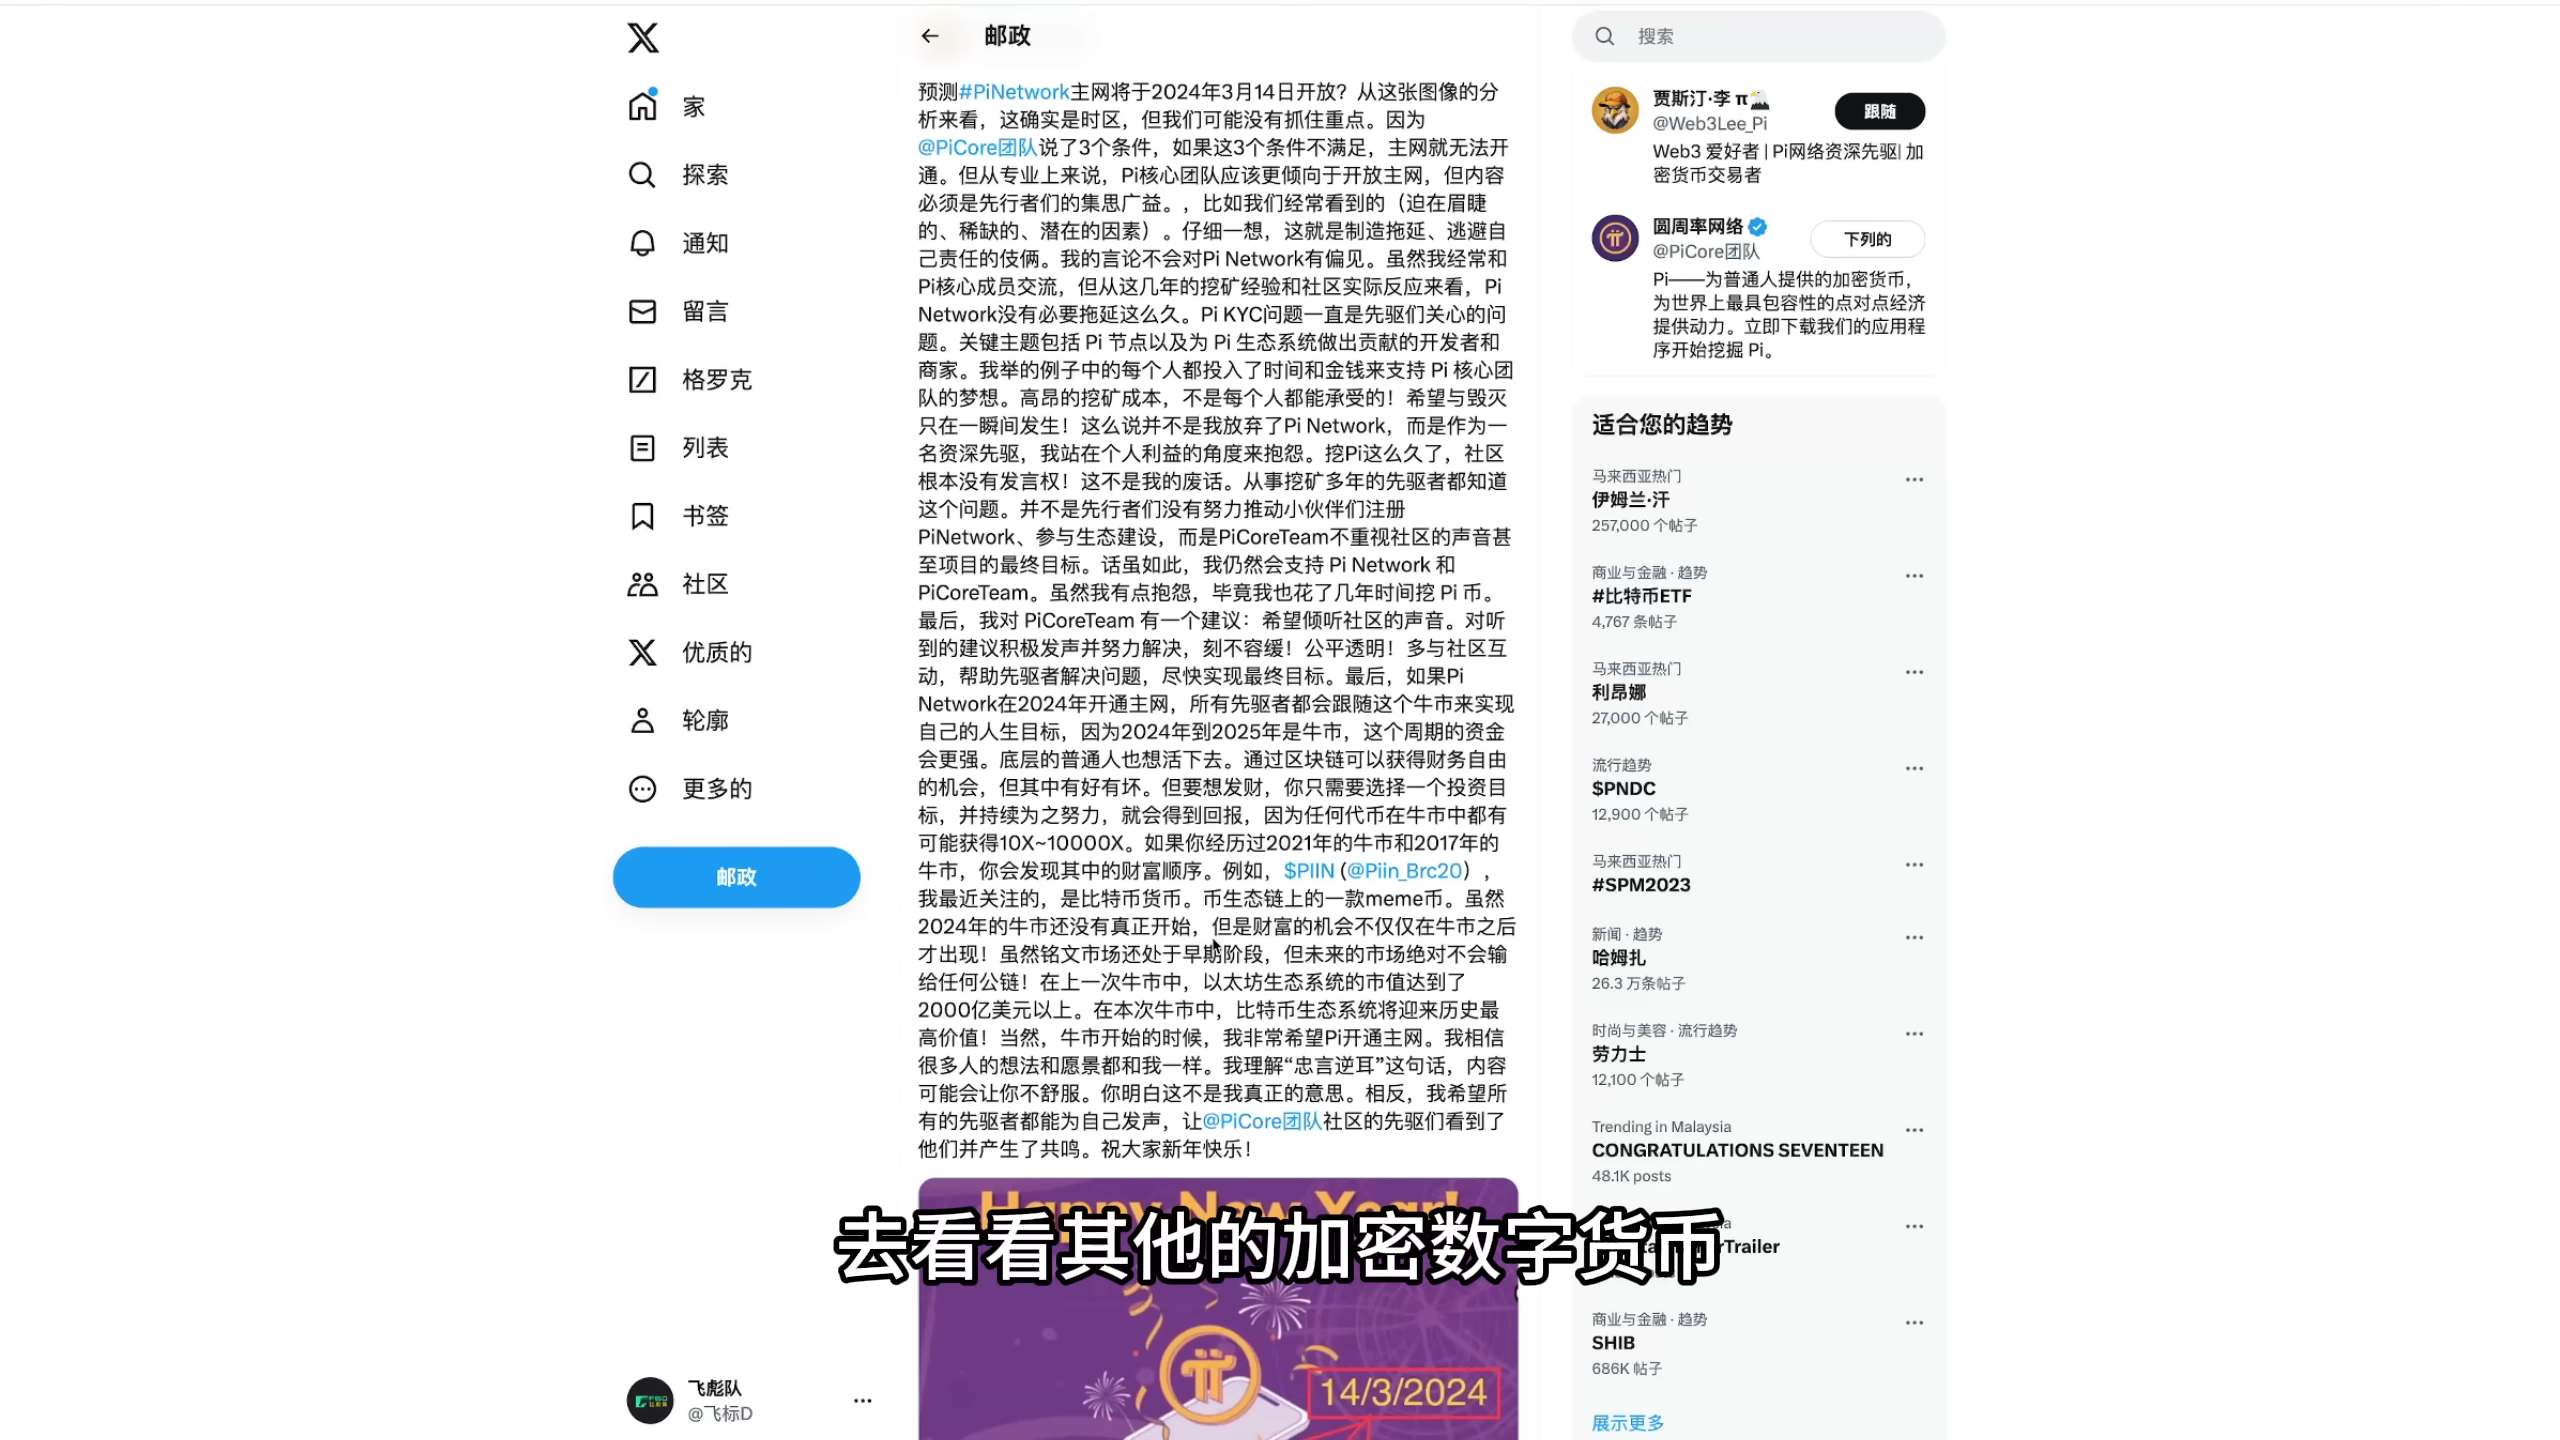 家
探索
通知
留言
格罗克
列表
书签
社区
优质的
轮廓
更多的
邮政
飞彪队
@飞标D
邮政
预测#PiNetwork主网将于2024年3月14日开放？从这张图像的分
析来看，这确实是时区，但我们可能没有抓住重点。因为
@PiCore团队说了3个条件，如果这3个条件不满足，主网就无法开
通。但从专业上来说，Pi核心团队应该更倾向于开放主网，但内容
必须是先行者们的集思广益。，比如我们经常看到的（迫在眉睫
的、稀缺的、潜在的因素）。仔细一想，这就是制造拖延、逃避自
己责任的伎俩。我的言论不会对Pi Network有偏见。虽然我经常和
Pi核心成员交流，但从这几年的挖矿经验和社区实际反应来看，Pi
Network没有必要拖延这么久。Pi KYC问题一直是先驱们关心的问
题。关键主题包括 Pi 节点以及为 Pi 生态系统做出贡献的开发者和
商家。我举的例子中的每个人都投入了时间和金钱来支持 Pi 核心团
队的梦想。高昂的挖矿成本，不是每个人都能承受的！希望与毁灭
只在一瞬间发生！这么说并不是我放弃了Pi Network，而是作为一
名资深先驱，我站在个人利益的角度来抱怨。挖Pi这么久了，社区
根本没有发言权！这不是我的废话。从事挖矿多年的先驱者都知道
这个问题。并不是先行者们没有努力推动小伙伴们注册
PiNetwork、参与生态建设，而是PiCoreTeam不重视社区的声音甚
至项目的最终目标。话虽如此，我仍然会支持 Pi Network 和
PiCoreTeam。虽然我有点抱怨，毕竟我也花了几年时间挖 Pi 币。
最后，我对 PiCoreTeam 有一个建议：希望倾听社区的声音。对听
到的建议积极发声并努力解决，刻不容缓！公平透明！多与社区互
动，帮助先驱者解决问题，尽快实现最终目标。最后，如果Pi
Network在2024年开通主网，所有先驱者都会跟随这个牛市来实现
自己的人生目标，因为2024年到2025年是牛市，这个周期的资金
会更强。底层的普通人也想活下去。通过区块链可以获得财务自由
的机会，但其中有好有坏。但要想发财，你只需要选择一个投资目
标，并持续为之努力，就会得到回报，因为任何代币在牛市中都有
可能获得10X~10000X。如果你经历过2021年的牛市和2017年的
牛市，你会发现其中的财富顺序。例如，$PIIN (@Piin_Brc20) ，
我最近关注的，是比特币货币。币生态链上的一款meme币。虽然
2024年的牛市还没有真正开始，但是财富的机会不仅仅在牛市之后
才出现！虽然铭文市场还处于早期阶段，但未来的市场绝对不会输
给任何公链！在上一次牛市中，以太坊生态系统的市值达到了
2000亿美元以上。在本次牛市中，比特币生态系统将迎来历史最
高价值！当然，牛市开始的时候，我非常希望Pi开通主网。我相信
很多人的想法和愿景都和我一样。我理解“忠言逆耳”这句话，内容
可能会让你不舒服。你明白这不是我真正的意思。相反，我希望所
有的先驱者都能为自己发声，让@PiCore团队社区的先驱们看到了
他们并产生了共鸣。祝大家新年快乐！
Happy New Year!
去看看其他的加密数字货币
14/3/2024
搜索
贾斯汀·李 π
@Web3Lee_Pi
跟随
Web3 爱好者 | Pi网络资深先驱| 加
密货币交易者
圆周率网络
@PiCore团队
下列的
Pi——为普通人提供的加密货币，
为世界上最具包容性的点对点经济
提供动力。立即下载我们的应用程
序开始挖掘 Pi。
适合您的趋势
马来西亚热门
伊姆兰·汗
257,000 个帖子
商业与金融 · 趋势
#比特币ETF
4,767 条帖子
马来西亚热门
利昂娜
27,000 个帖子
流行趋势
$PNDC
12,900 个帖子
马来西亚热门
#SPM2023
新闻 · 趋势
哈姆扎
26.3 万条帖子
时尚与美容 · 流行趋势
劳力士
12,100 个帖子
Trending in Malaysia
CONGRATULATIONS SEVENTEEN
48.1K posts
商业与金融 · 趋势
SHIB
686K 帖子
展示更多